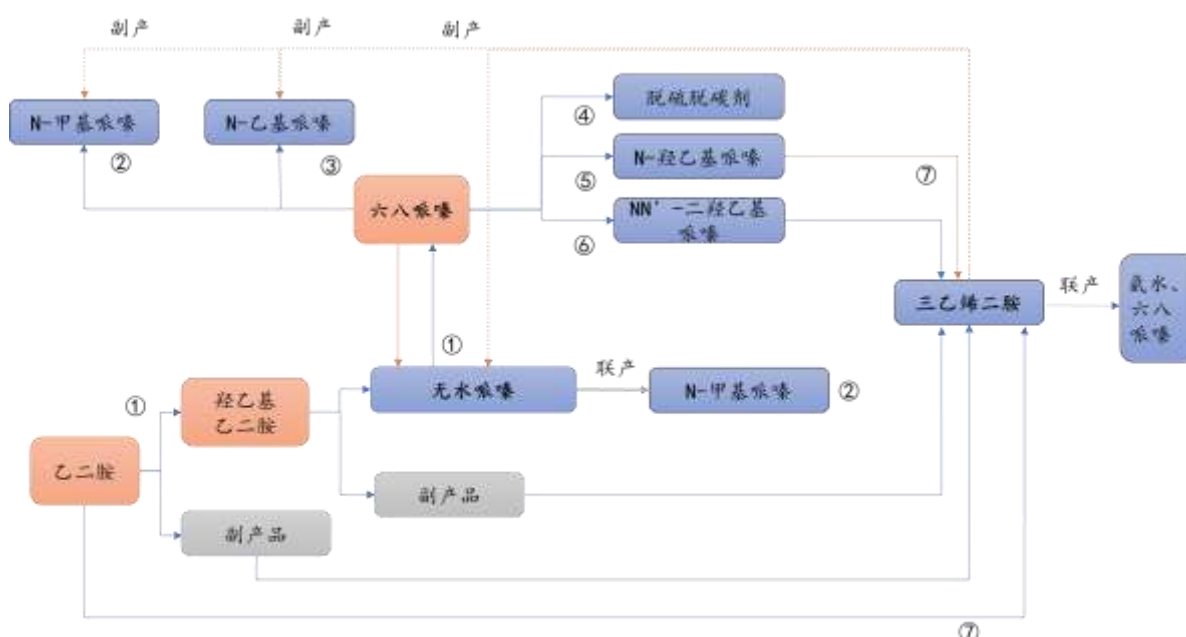 副产
副产
副产
N-甲基哌嗪
N-乙基哌嗪
脱硫脱碳剂
④
②
③
N-羟乙基哌嗪
⑤
⑦
六八哌嗪
NN'-二羟乙基
哌嗪
⑥
三乙烯二胺
联产
氨水、
六八
哌嗪
①
联产
无水哌嗪
N-甲基哌嗪
②
①
羟乙基
乙二胺
乙二胺
副产品
副产品
⑦